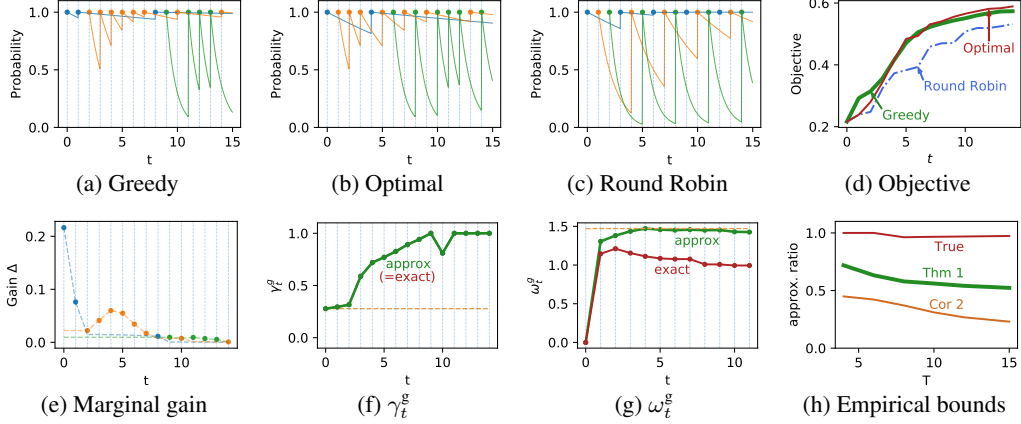 1.0
0.5
0.0
Probability
0
5
10
15
t
(a) Greedy
1.0
0.5
0.0
Probability
0
5
10
15
t
(b) Optimal
1.0
0.5
0.0
Probability
0
5
10
15
t
(c) Round Robin
0.6
0.4
0.2
Objective
Optimal
Round Robin
Greedy
0
10
t
(d) Objective
0.2
0.1
0.0
Gain Δ
0
5
10
t
(e) Marginal gain
1.0
0.5
0.0
γ_t^g
approx
(=exact)
0
5
10
t
(f) γ_t^g
1.5
1.0
0.5
0.0
ω_t^g
approx
exact
0
5
10
t
(g) ω_t^g
1.0
0.5
0.0
approx. ratio
True
Thm 1
Cor 2
5
10
15
T
(h) Empirical bounds